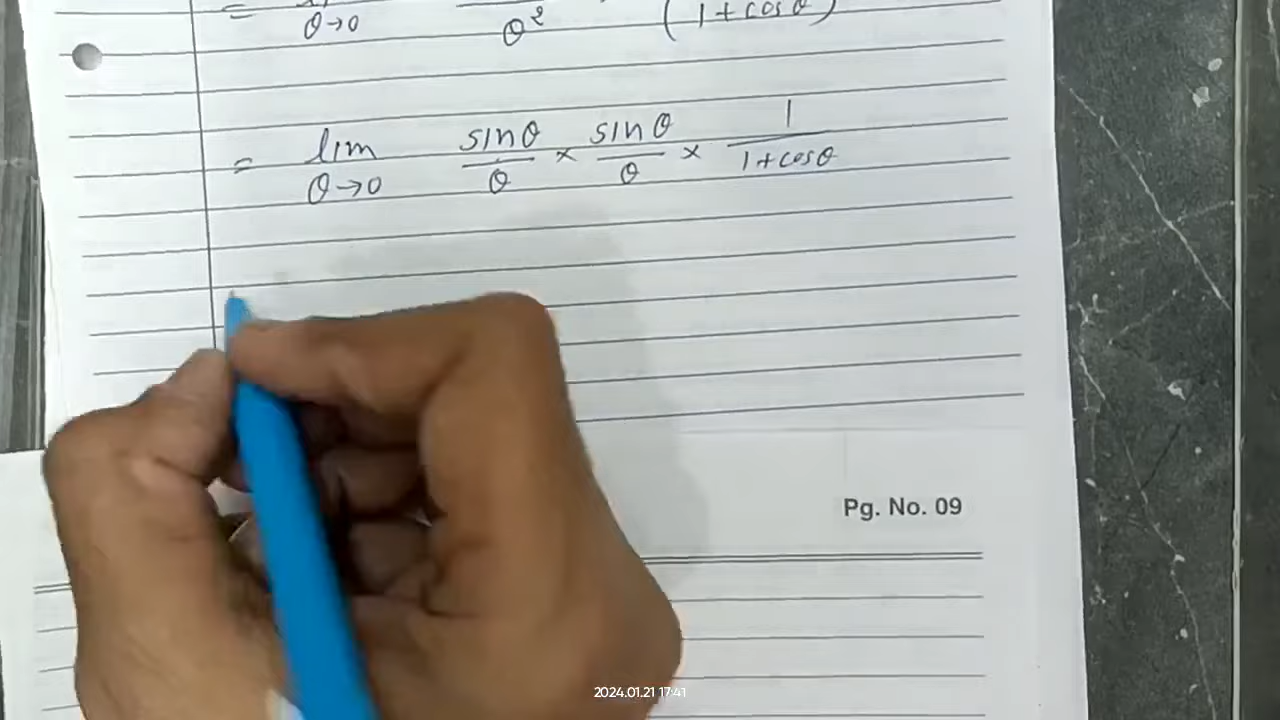 = lim θ→0 θ² (1+cosθ)
= lim θ→0 sinθ/θ × sinθ/θ × 1/1+cosθ
Pg. No. 09
2024.01.21 17:41